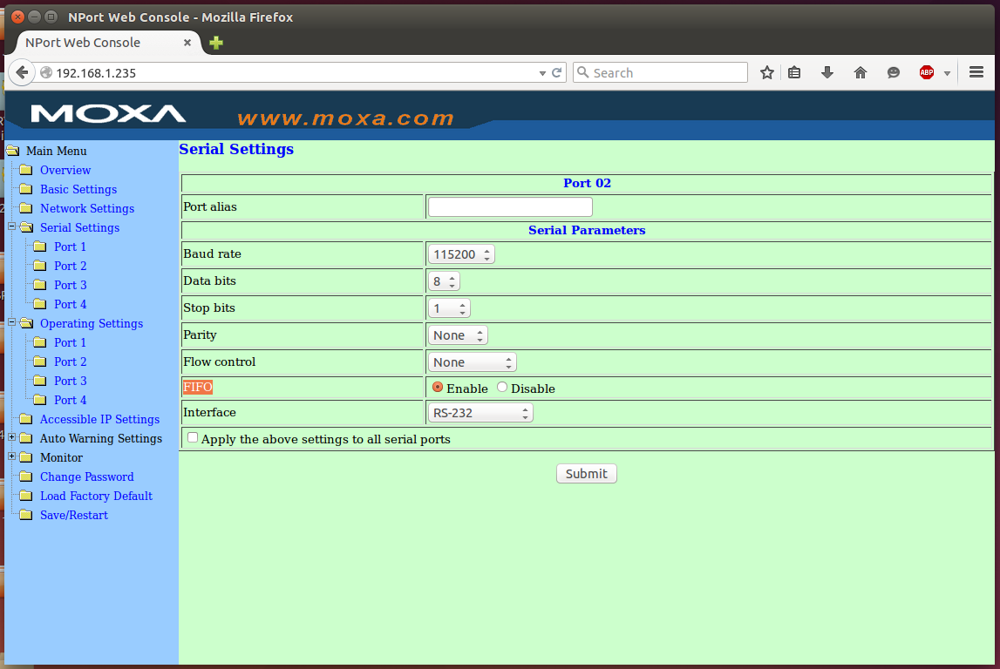 NPort Web Console - Mozilla Firefox
NPort Web Console
192.168.1.235
Search
ABP
MOXA
www.moxa.com
Main Menu
Overview
Basic Settings
Network Settings
Serial Settings
Port 1
Port 2
Port 3
Port 4
Operating Settings
Port 1
Port 2
Port 3
Port 4
Accessible IP Settings
Auto Warning Settings
Monitor
Change Password
Load Factory Default
Save/Restart
Serial Settings
Port 02
Port alias
Serial Parameters
Baud rate 115200
Data bits 8
Stop bits 1
Parity None
Flow control None
FIFO Enable Disable
Interface RS-232
Apply the above settings to all serial ports
Submit